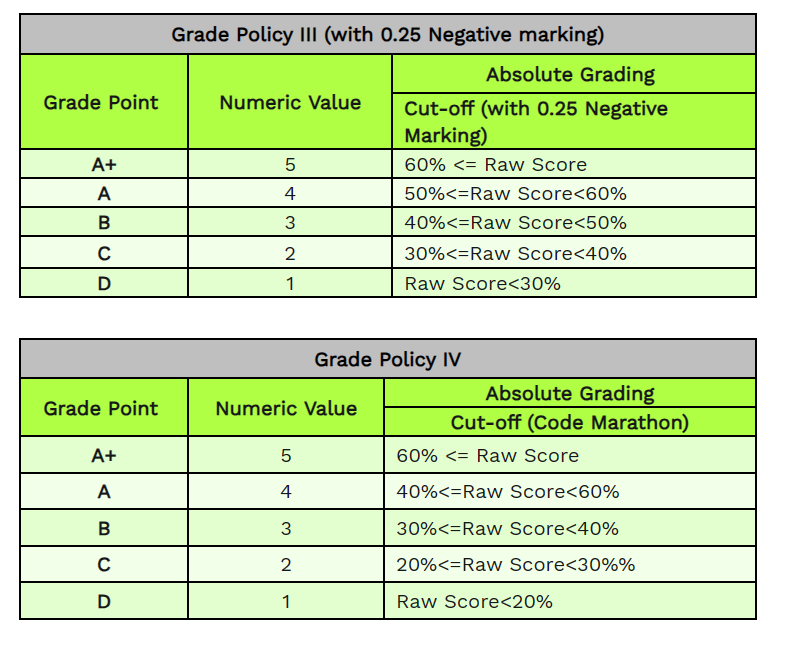 Grade Policy III (with 0.25 Negative marking)
Grade Point Numeric Value Absolute Grading
Cut-off (with 0.25 Negative
Marking)
A+ 5 60% <= Raw Score
A 4 50%<=Raw Score<60%
B 3 40%<=Raw Score<50%
C 2 30%<=Raw Score<40%
D 1 Raw Score<30%
Grade Policy IV
Grade Point Numeric Value Absolute Grading
Cut-off (Code Marathon)
A+ 5 60% <= Raw Score
A 4 40%<=Raw Score<60%
B 3 30%<=Raw Score<40%
C 2 20%<=Raw Score<30%%
D 1 Raw Score<20%